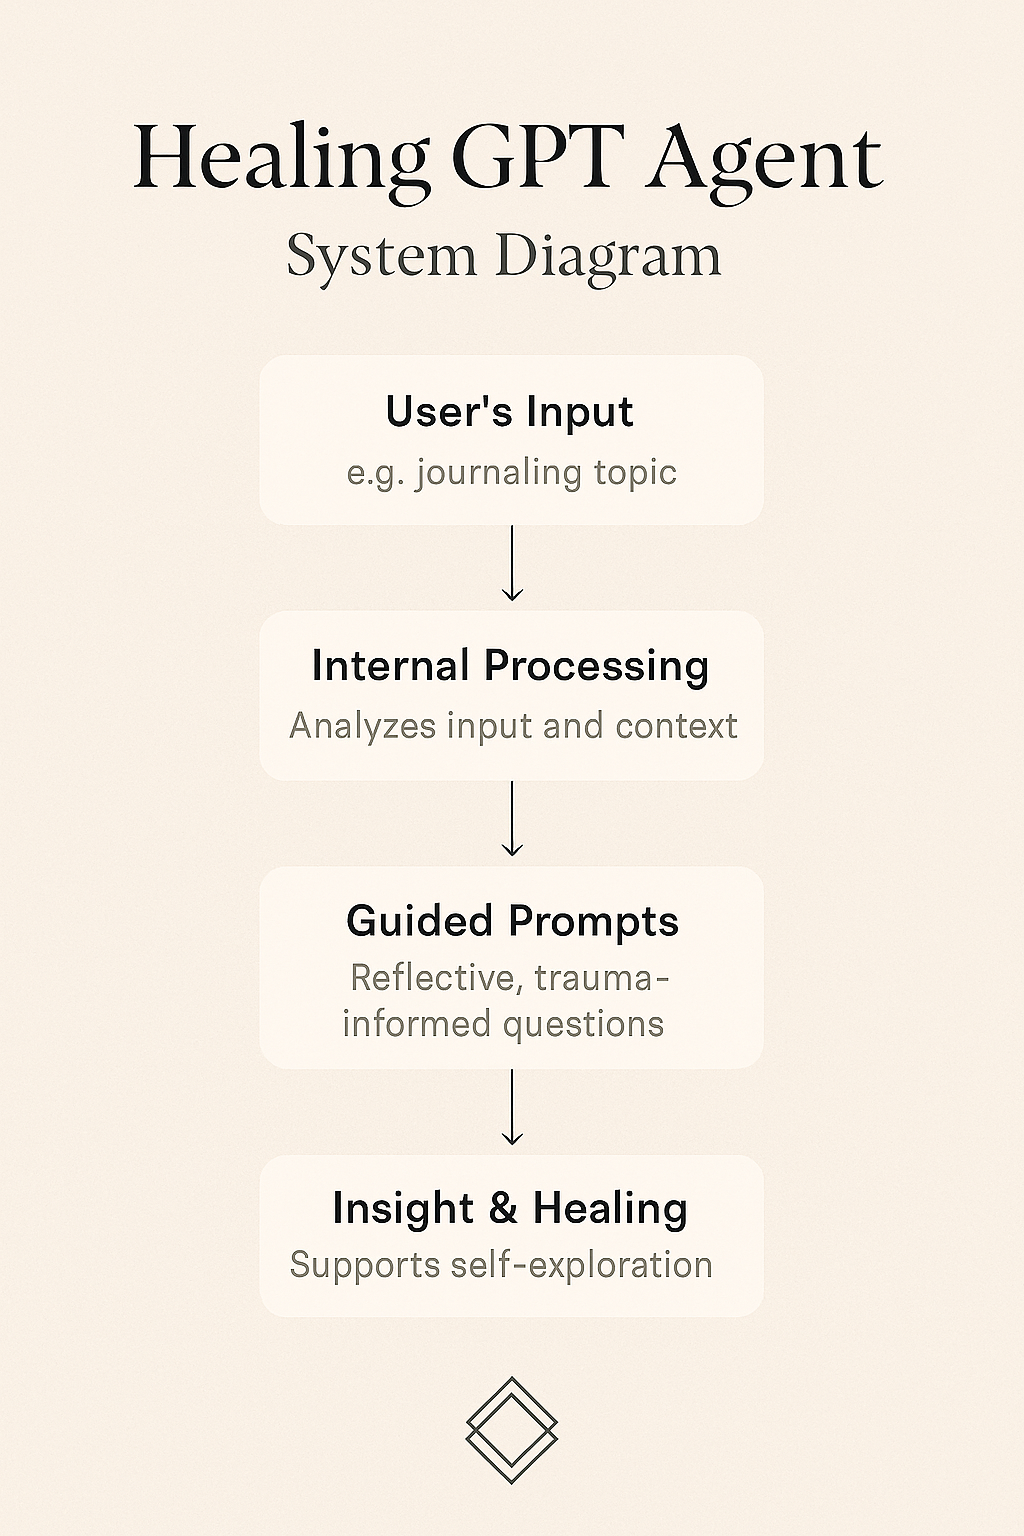 Healing GPT Agent
System Diagram
User's Input
e.g. journaling topic
Internal Processing
Analyzes input and context
Guided Prompts
Reflective, trauma-
informed questions
Insight & Healing
Supports self-exploration